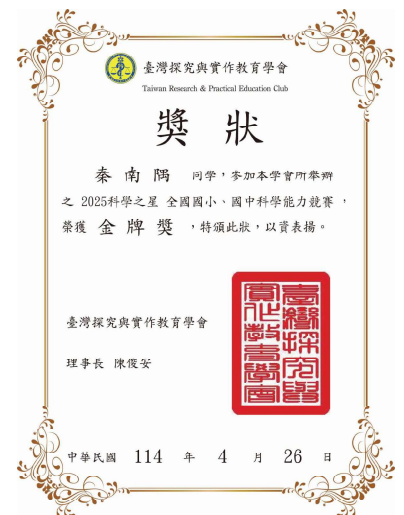 臺灣探究與實作教育學會
Taiwan Research & Practical Education Club
獎狀
秦南隅 同學，參加本學會所舉辦
之 2025科學之星 全國國小、國中科學能力競賽，
榮獲 金牌獎 ，特頒此狀，以資表揚。
臺灣探究與實作教育學會
理事長 陳俊安
臺灣探究與
實作教育學會
中華民國 114 年 4 月 26 日